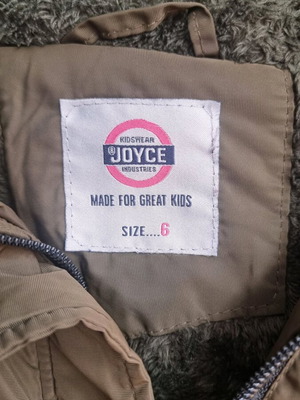 KIDSWEAR
@JOYCE
INDUSTRIES
MADE FOR GREAT KIDS
SIZE....6